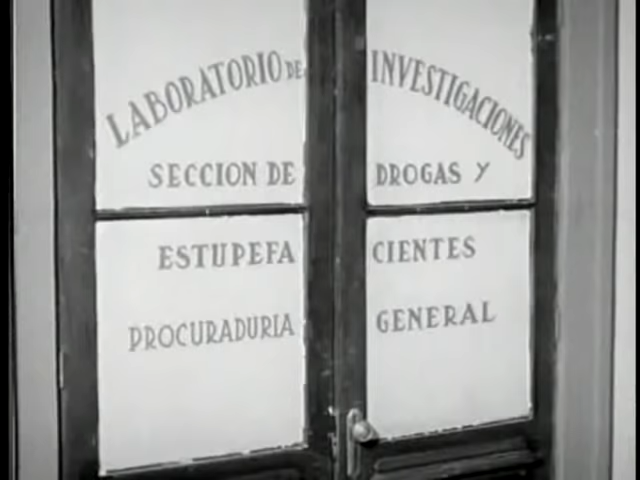 LABORATORIO DE INVESTIGACIONES
SECCION DE DROGAS Y
ESTUPEFA CIENTES
PROCURADURIA GENERAL